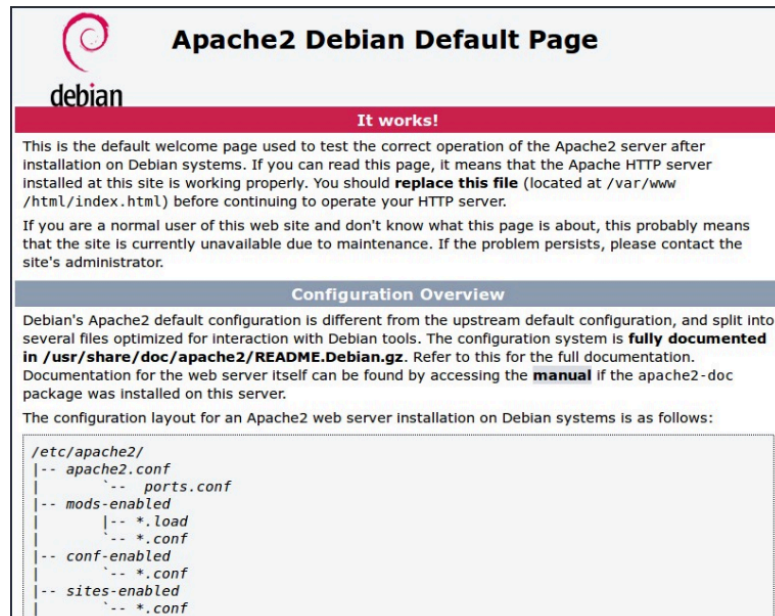 debian
Apache2 Debian Default Page
It works!
This is the default welcome page used to test the correct operation of the Apache2 server after
installation on Debian systems. If you can read this page, it means that the Apache HTTP server
installed at this site is working properly. You should replace this file (located at /var/www
/html/index.html) before continuing to operate your HTTP server.
If you are a normal user of this web site and don't know what this page is about, this probably means
that the site is currently unavailable due to maintenance. If the problem persists, please contact the
site's administrator.
Configuration Overview
Debian's Apache2 default configuration is different from the upstream default configuration, and split into
several files optimized for interaction with Debian tools. The configuration system is fully documented
in /usr/share/doc/apache2/README.Debian.gz. Refer to this for the full documentation.
Documentation for the web server itself can be found by accessing the manual if the apache2-doc
package was installed on this server.
The configuration layout for an Apache2 web server installation on Debian systems is as follows:
/etc/apache2/
|-- apache2.conf
|       `--  ports.conf
|-- mods-enabled
|       |-- *.load
|       `-- *.conf
|-- conf-enabled
|       `-- *.conf
|-- sites-enabled
|       `-- *.conf